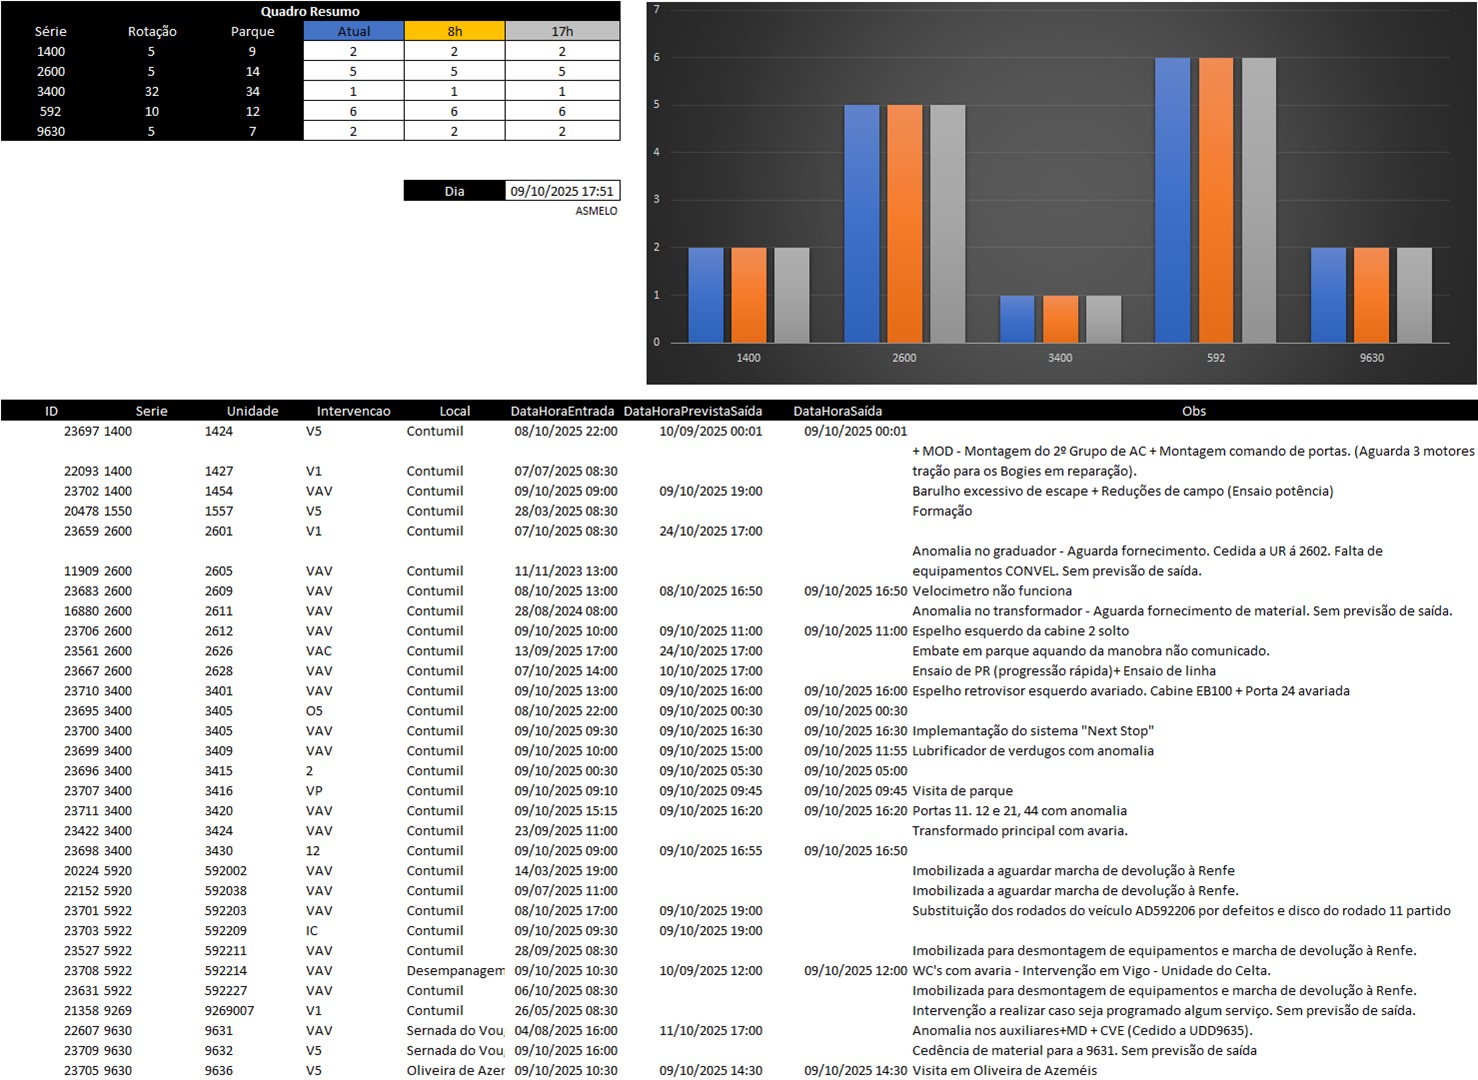 Quadro Resumo
Série Rotação Parque Atual 8h 17h
1400 5 9 2 2 2
2600 5 14 5 5 5
3400 32 34 1 1 1
592 10 12 6 6 6
9630 5 7 2 2 2
Dia 09/10/2025 17:51
ASMELO
7
6
5
4
3
2
1
0
1400 2600 3400 592 9630
ID Serie Unidade Intervencao Local DataHoraEntrada DataHoraPrevistaSaída DataHoraSaída Obs
23697 1400 1424 V5 Contumil 08/10/2025 22:00 10/09/2025 00:01 09/10/2025 00:01
+ MOD - Montagem do 2º Grupo de AC + Montagem comando de portas. (Aguarda 3 motores
22093 1400 1427 V1 Contumil 07/07/2025 08:30 tração para os Bogies em reparação).
23702 1400 1454 VAV Contumil 09/10/2025 09:00 09/10/2025 19:00 Barulho excessivo de escape + Reduções de campo (Ensaio potência)
20478 1550 1557 V5 Contumil 28/03/2025 08:30 Formação
23659 2600 2601 V1 Contumil 07/10/2025 08:30 24/10/2025 17:00
Anomalia no graduador - Aguarda fornecimento. Cedida a UR á 2602. Falta de
11909 2600 2605 VAV Contumil 11/11/2023 13:00 equipamentos CONVEL. Sem previsão de saída.
23683 2600 2609 VAV Contumil 08/10/2025 13:00 08/10/2025 16:50 09/10/2025 16:50 Velocimetro não funciona
16880 2600 2611 VAV Contumil 28/08/2024 08:00 Anomalia no transformador - Aguarda fornecimento de material. Sem previsão de saída.
23706 2600 2612 VAV Contumil 09/10/2025 10:00 09/10/2025 11:00 09/10/2025 11:00 Espelho esquerdo da cabine 2 solto
23561 2600 2626 VAC Contumil 13/09/2025 17:00 24/10/2025 17:00 Embate em parque aquando da manobra não comunicado.
23667 2600 2628 VAV Contumil 07/10/2025 14:00 10/10/2025 17:00 Ensaio de PR (progressão rápida)+ Ensaio de linha
23710 3400 3401 VAV Contumil 09/10/2025 13:00 09/10/2025 16:00 09/10/2025 16:00 Espelho retrovisor esquerdo avariado. Cabine EB100 + Porta 24 avariada
23695 3400 3405 O5 Contumil 08/10/2025 22:00 09/10/2025 00:30 09/10/2025 00:30
23700 3400 3405 VAV Contumil 09/10/2025 09:30 09/10/2025 16:30 09/10/2025 16:30 Implemantação do sistema "Next Stop"
23699 3400 3409 VAV Contumil 09/10/2025 10:00 09/10/2025 15:00 09/10/2025 11:55 Lubrificador de verdugos com anomalia
23696 3400 3415 2 Contumil 09/10/2025 00:30 09/10/2025 05:30 09/10/2025 05:00
23707 3400 3416 VP Contumil 09/10/2025 09:10 09/10/2025 09:45 09/10/2025 09:45 Visita de parque
23711 3400 3420 VAV Contumil 09/10/2025 15:15 09/10/2025 16:20 09/10/2025 16:20 Portas 11. 12 e 21, 44 com anomalia
23422 3400 3424 VAV Contumil 23/09/2025 11:00 Transformado principal com avaria.
23698 3400 3430 12 Contumil 09/10/2025 09:00 09/10/2025 16:55 09/10/2025 16:50
20224 5920 592002 VAV Contumil 14/03/2025 19:00 Imobilizada a aguardar marcha de devolução à Renfe
22152 5920 592038 VAV Contumil 09/07/2025 11:00 Imobilizada a aguardar marcha de devolução à Renfe.
23701 5922 592203 VAV Contumil 08/10/2025 17:00 09/10/2025 19:00 Substituição dos rodados do veículo AD592206 por defeitos e disco do rodado 11 partido
23703 5922 592209 IC Contumil 09/10/2025 09:30 09/10/2025 19:00
23527 5922 592211 VAV Contumil 28/09/2025 08:30 Imobilizada para desmontagem de equipamentos e marcha de devolução à Renfe.
23708 5922 592214 VAV Desempanagem 09/10/2025 10:30 10/09/2025 12:00 09/10/2025 12:00 WC's com avaria - Intervenção em Vigo - Unidade do Celta.
23631 5922 592227 VAV Contumil 06/10/2025 08:30 Imobilizada para desmontagem de equipamentos e marcha de devolução à Renfe.
21358 9269 9269007 V1 Contumil 26/05/2025 08:30 Intervenção a realizar caso seja programado algum serviço. Sem previsão de saída.
22607 9630 9631 VAV Sernada do Vou 04/08/2025 16:00 11/10/2025 17:00 Anomalia nos auxiliares+MD + CVE (Cedido a UDD9635).
23709 9630 9632 V5 Sernada do Vou 09/10/2025 16:00 Cedência de material para a 9631. Sem previsão de saída
23705 9630 9636 V5 Oliveira de Azer 09/10/2025 10:30 09/10/2025 14:30 09/10/2025 14:30 Visita em Oliveira de Azeméis